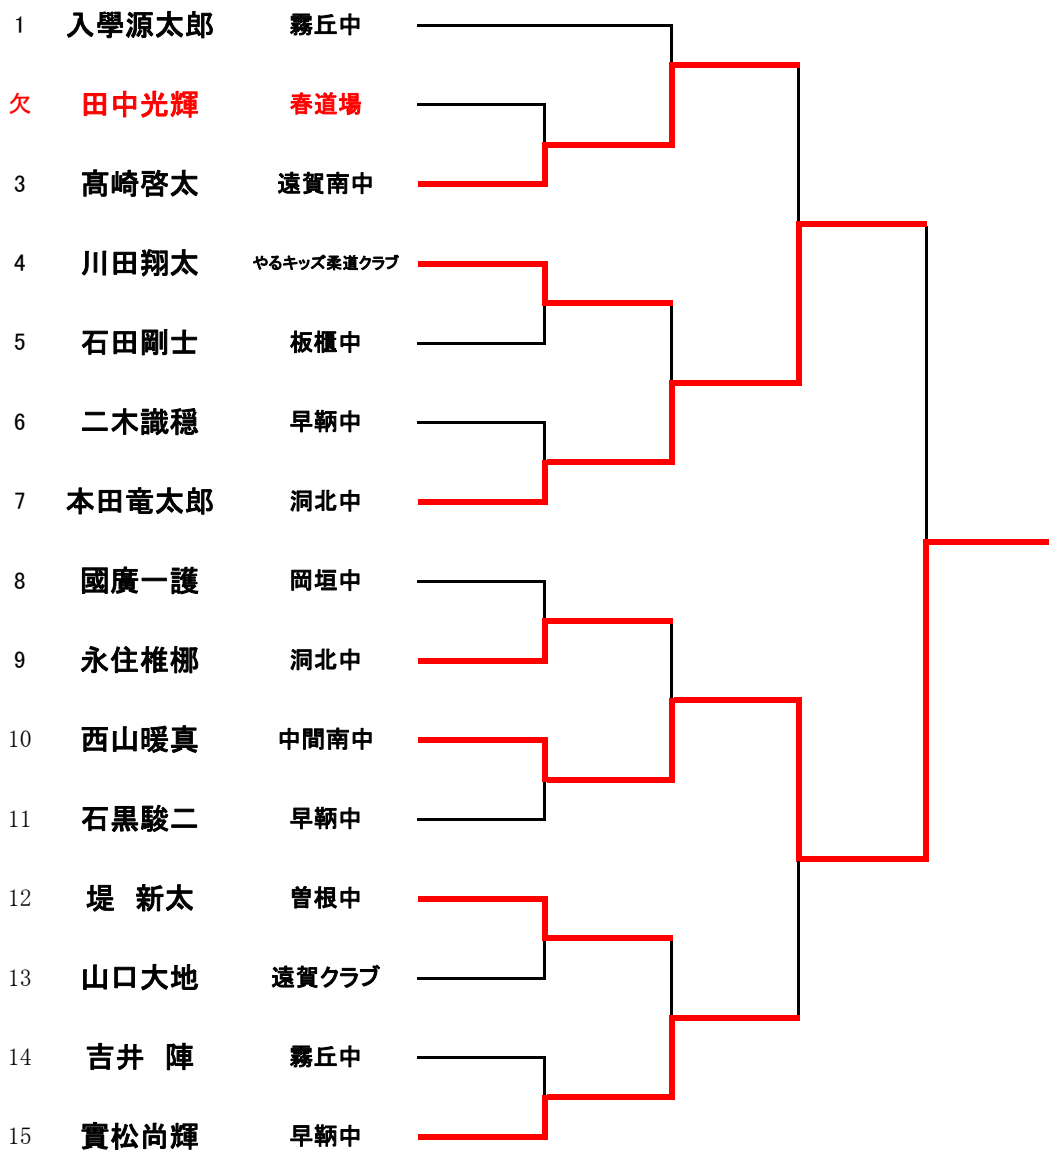 1 入學源太郎 霧丘中
欠 田中光輝 春道場
3 髙崎啓太 遠賀南中
4 川田翔太 やるキッズ柔道クラブ
5 石田剛士 板櫃中
6 二木識穏 早鞆中
7 本田竜太郎 洞北中
8 國廣一護 岡垣中
9 永住椎梛 洞北中
10 西山暖真 中間南中
11 石黒駿二 早鞆中
12 堤 新太 曽根中
13 山口大地 遠賀クラブ
14 吉井 陣 霧丘中
15 實松尚輝 早鞆中